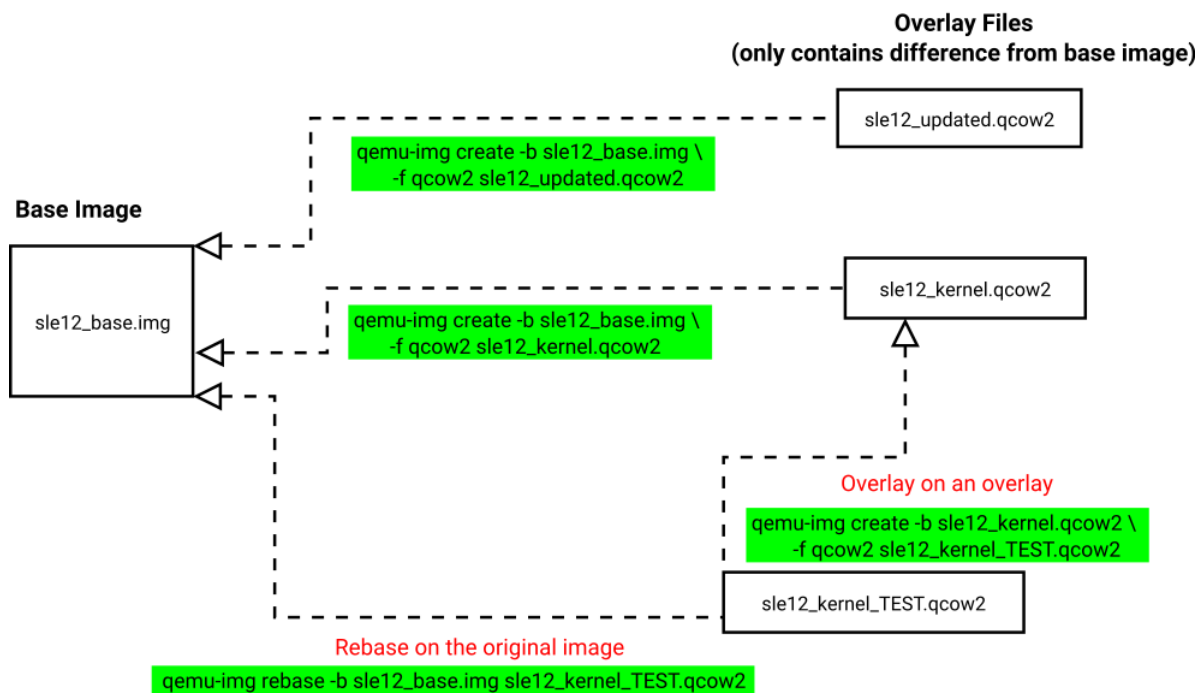 Overlay Files
(only contains difference from base image)
sle12_updated.qcow2
qemu-img create -b sle12_base.img \
-f qcow2 sle12_updated.qcow2
Base Image
sle12_base.img
sle12_kernel.qcow2
qemu-img create -b sle12_base.img \
-f qcow2 sle12_kernel.qcow2
Overlay on an overlay
qemu-img create -b sle12_kernel.qcow2 \
-f qcow2 sle12_kernel_TEST.qcow2
sle12_kernel_TEST.qcow2
Rebase on the original image
qemu-img rebase -b sle12_base.img sle12_kernel_TEST.qcow2